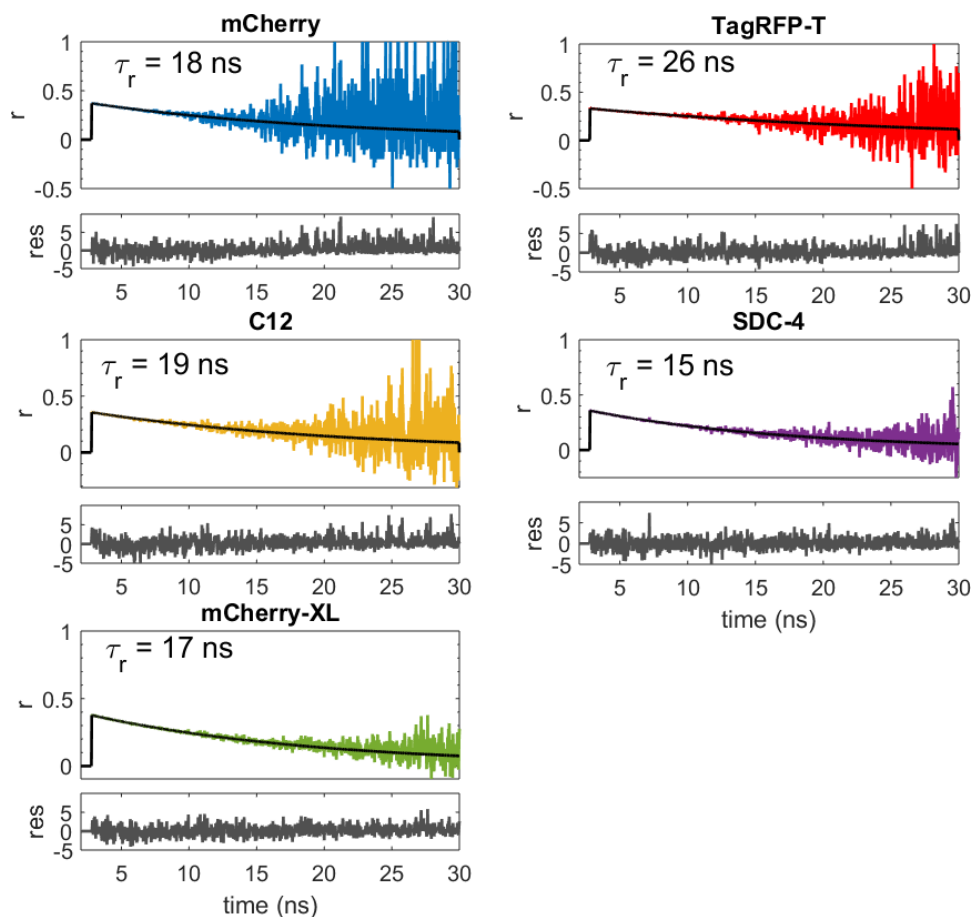 mCherry
τr = 18 ns
r
1
0.5
0
-0.5
res
5
0
-5
5 10 15 20 25 30
TagRFP-T
τr = 26 ns
r
1
0.5
0
-0.5
res
5
0
-5
5 10 15 20 25 30
C12
τr = 19 ns
r
1
0.5
0
res
5
0
5 10 15 20 25 30
SDC-4
τr = 15 ns
r
1
0.5
0
res
5
0
-5
5 10 15 20 25 30
time (ns)
mCherry-XL
τr = 17 ns
r
1
0.5
0
res
5
0
-5
5 10 15 20 25 30
time (ns)